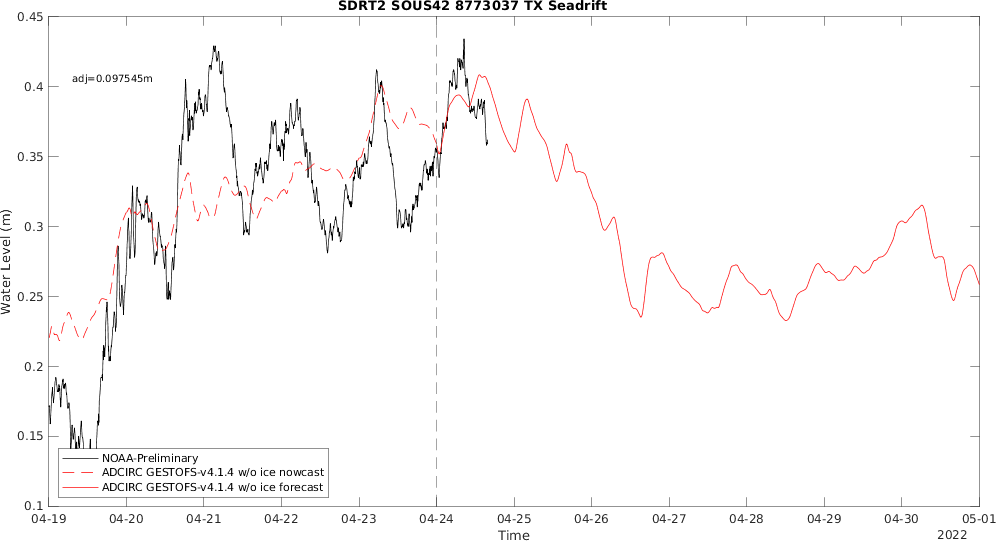 SDRT2 SOUS42 8773037 TX Seadrift
0.45
0.4
0.35
0.3
0.25
0.2
0.15
0.1
Water Level (m)
adj=0.097545m
NOAA-Preliminary
ADCIRC GESTOFS-v4.1.4 w/o ice nowcast
ADCIRC GESTOFS-v4.1.4 w/o ice forecast
04-19 04-20 04-21 04-22 04-23 04-24 04-25 04-26 04-27 04-28 04-29 04-30 05-01
Time
2022